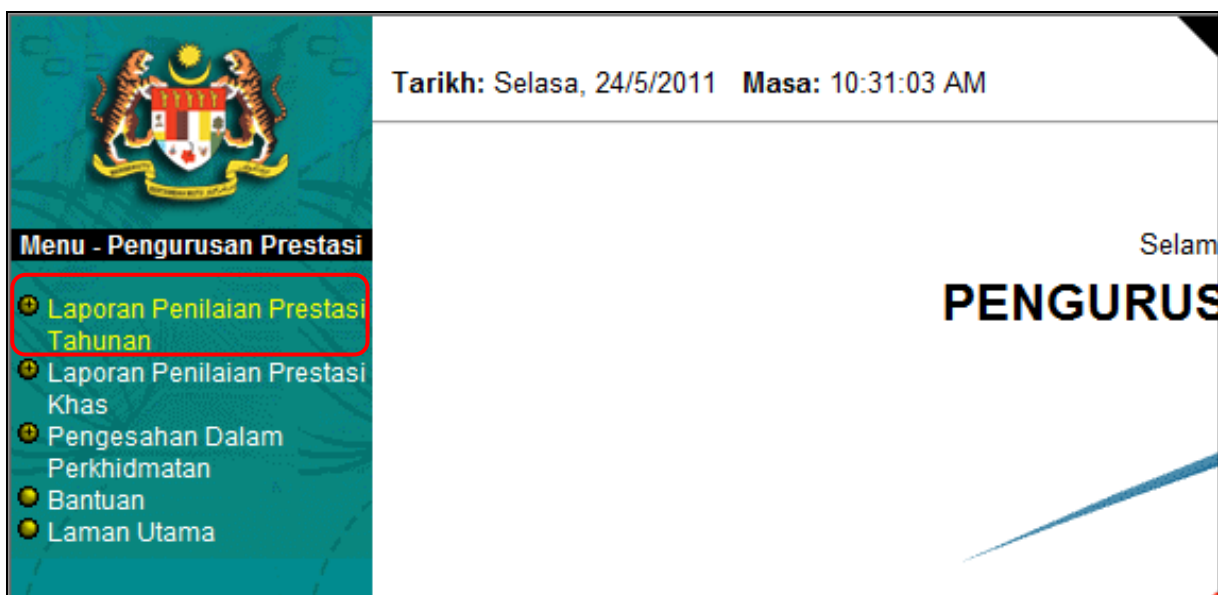 Tarikh: Selasa, 24/5/2011 Masa: 10:31:03 AM
Menu - Pengurusan Prestasi
Laporan Penilaian Prestasi
Tahunan
Laporan Penilaian Prestasi
Khas
Pengesahan Dalam
Perkhidmatan
Bantuan
Laman Utama
Selam
PENGURUS